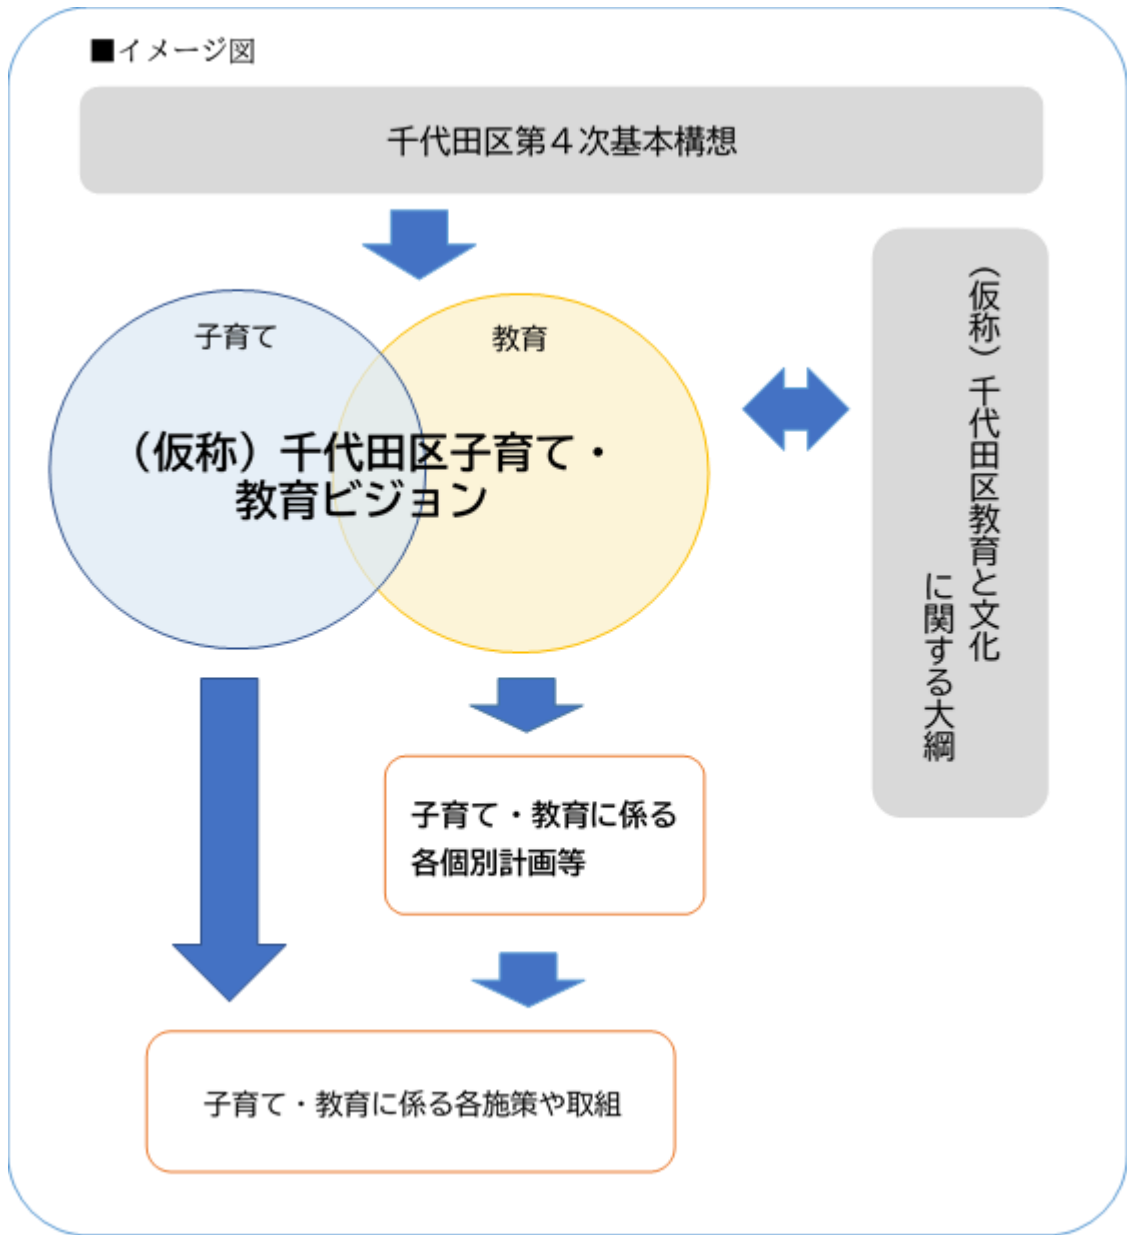 ■イメージ図
千代田区第４次基本構想
子育て
教育
（仮称）千代田区子育て・
教育ビジョン
（仮称）千代田区教育と文化
に関する大綱
子育て・教育に係る
各個別計画等
子育て・教育に係る各施策や取組